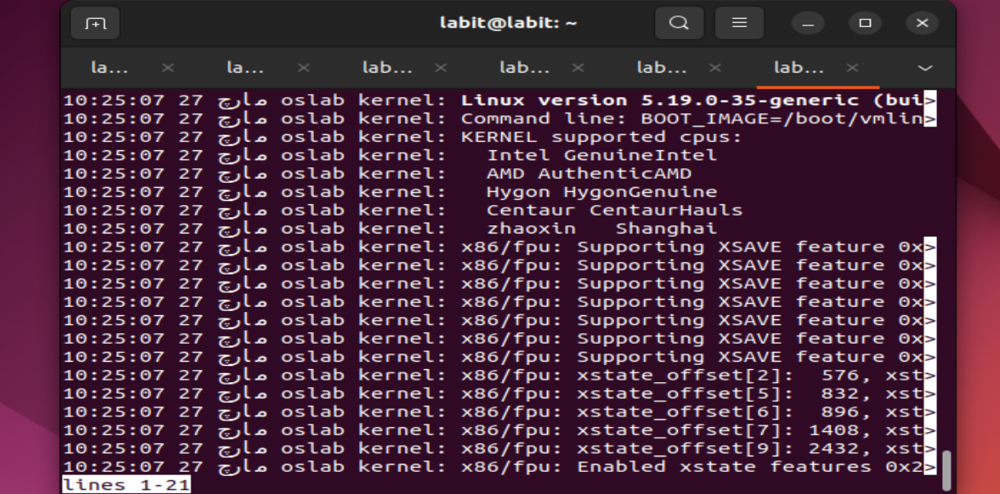 labit@labit: ~
la... la... lab... lab... lab... lab...
10:25:07 27 مارچ oslab kernel: Linux version 5.19.0-35-generic (bui>
10:25:07 27 مارچ oslab kernel: Command line: BOOT_IMAGE=/boot/vmlin>
10:25:07 27 مارچ oslab kernel: KERNEL supported cpus:
10:25:07 27 مارچ oslab kernel:   Intel GenuineIntel
10:25:07 27 مارچ oslab kernel:   AMD AuthenticAMD
10:25:07 27 مارچ oslab kernel:   Hygon HygonGenuine
10:25:07 27 مارچ oslab kernel:   Centaur CentaurHauls
10:25:07 27 مارچ oslab kernel:   zhaoxin   Shanghai
10:25:07 27 مارچ oslab kernel: x86/fpu: Supporting XSAVE feature 0x>
10:25:07 27 مارچ oslab kernel: x86/fpu: Supporting XSAVE feature 0x>
10:25:07 27 مارچ oslab kernel: x86/fpu: Supporting XSAVE feature 0x>
10:25:07 27 مارچ oslab kernel: x86/fpu: Supporting XSAVE feature 0x>
10:25:07 27 مارچ oslab kernel: x86/fpu: Supporting XSAVE feature 0x>
10:25:07 27 مارچ oslab kernel: x86/fpu: Supporting XSAVE feature 0x>
10:25:07 27 مارچ oslab kernel: x86/fpu: Supporting XSAVE feature 0x>
10:25:07 27 مارچ oslab kernel: x86/fpu: xstate_offset[2]:  576, xst>
10:25:07 27 مارچ oslab kernel: x86/fpu: xstate_offset[5]:  832, xst>
10:25:07 27 مارچ oslab kernel: x86/fpu: xstate_offset[6]:  896, xst>
10:25:07 27 مارچ oslab kernel: x86/fpu: xstate_offset[7]: 1408, xst>
10:25:07 27 مارچ oslab kernel: x86/fpu: xstate_offset[9]: 2432, xst>
10:25:07 27 مارچ oslab kernel: x86/fpu: Enabled xstate features 0x2>
lines 1-21